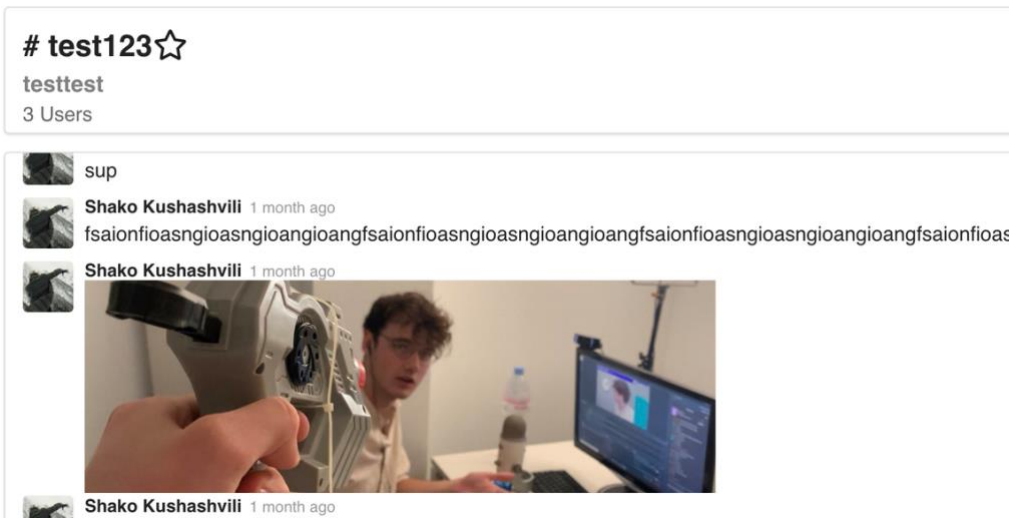 # test123
testtest
3 Users
sup
Shako Kushashvili 1 month ago
fsaionfioasngioasngioangioangfsaionfioasngioasngioangioangfsaionfioasngioasngioangioangfsaionfioas
Shako Kushashvili 1 month ago
Shako Kushashvili 1 month ago